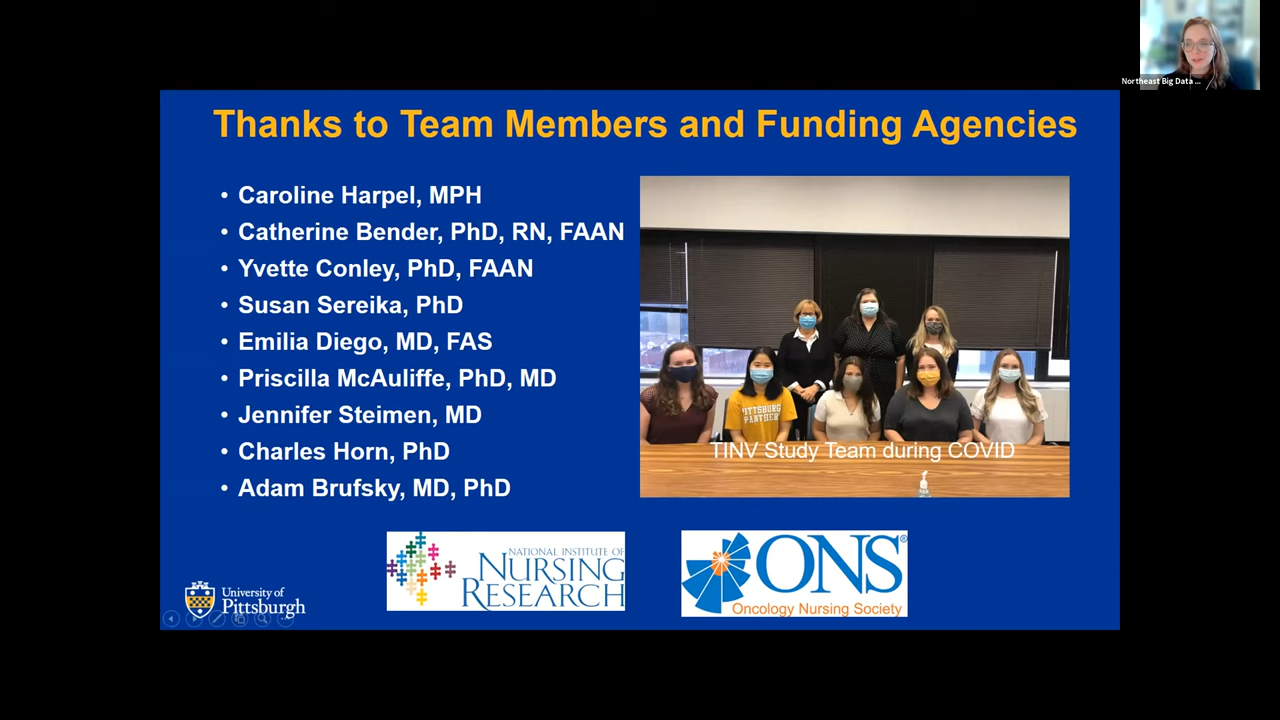 Northeast Big Data ...
Thanks to Team Members and Funding Agencies
• Caroline Harpel, MPH
• Catherine Bender, PhD, RN, FAAN
• Yvette Conley, PhD, FAAN
• Susan Sereika, PhD
• Emilia Diego, MD, FAS
• Priscilla McAuliffe, PhD, MD
• Jennifer Steimen, MD
• Charles Horn, PhD
• Adam Brufsky, MD, PhD
PITTSBURGH
PANTHERS
TINV Study Team during COVID
NATIONAL INSTITUTE OF
NURSING
RESEARCH
ONS®
Oncology Nursing Society
University of
Pittsburgh